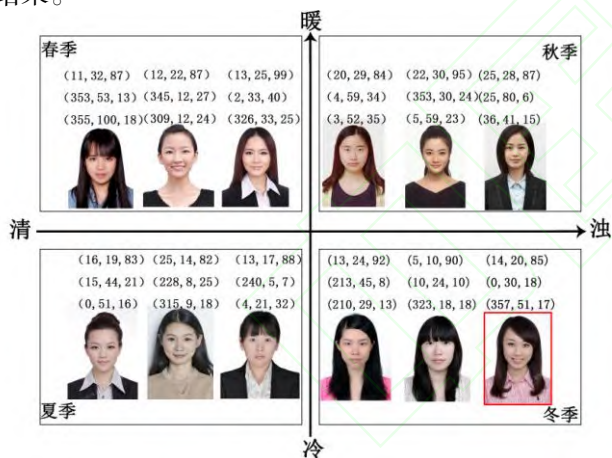 结果。
暖
春季
秋季
(11, 32, 87) (12, 22, 87) (13, 25, 99)
(353, 53, 13) (345, 12, 27) (2, 33, 40)
(355, 100, 18) (309, 12, 24) (326, 33, 25)
(20, 29, 84) (22, 30, 95) (25, 28, 87)
(4, 59, 34) (353, 30, 24) (25, 80, 6)
(3, 52, 35) (5, 59, 23) (36, 41, 15)
清
浊
(16, 19, 83) (25, 14, 82) (13, 17, 88)
(15, 44, 21) (228, 8, 25) (240, 5, 7)
(0, 51, 16) (315, 9, 18) (4, 21, 32)
(13, 24, 92) (5, 10, 90) (14, 20, 85)
(213, 45, 8) (10, 24, 10) (0, 30, 18)
(210, 29, 13) (323, 18, 18) (357, 51, 17)
夏季
冬季
冷